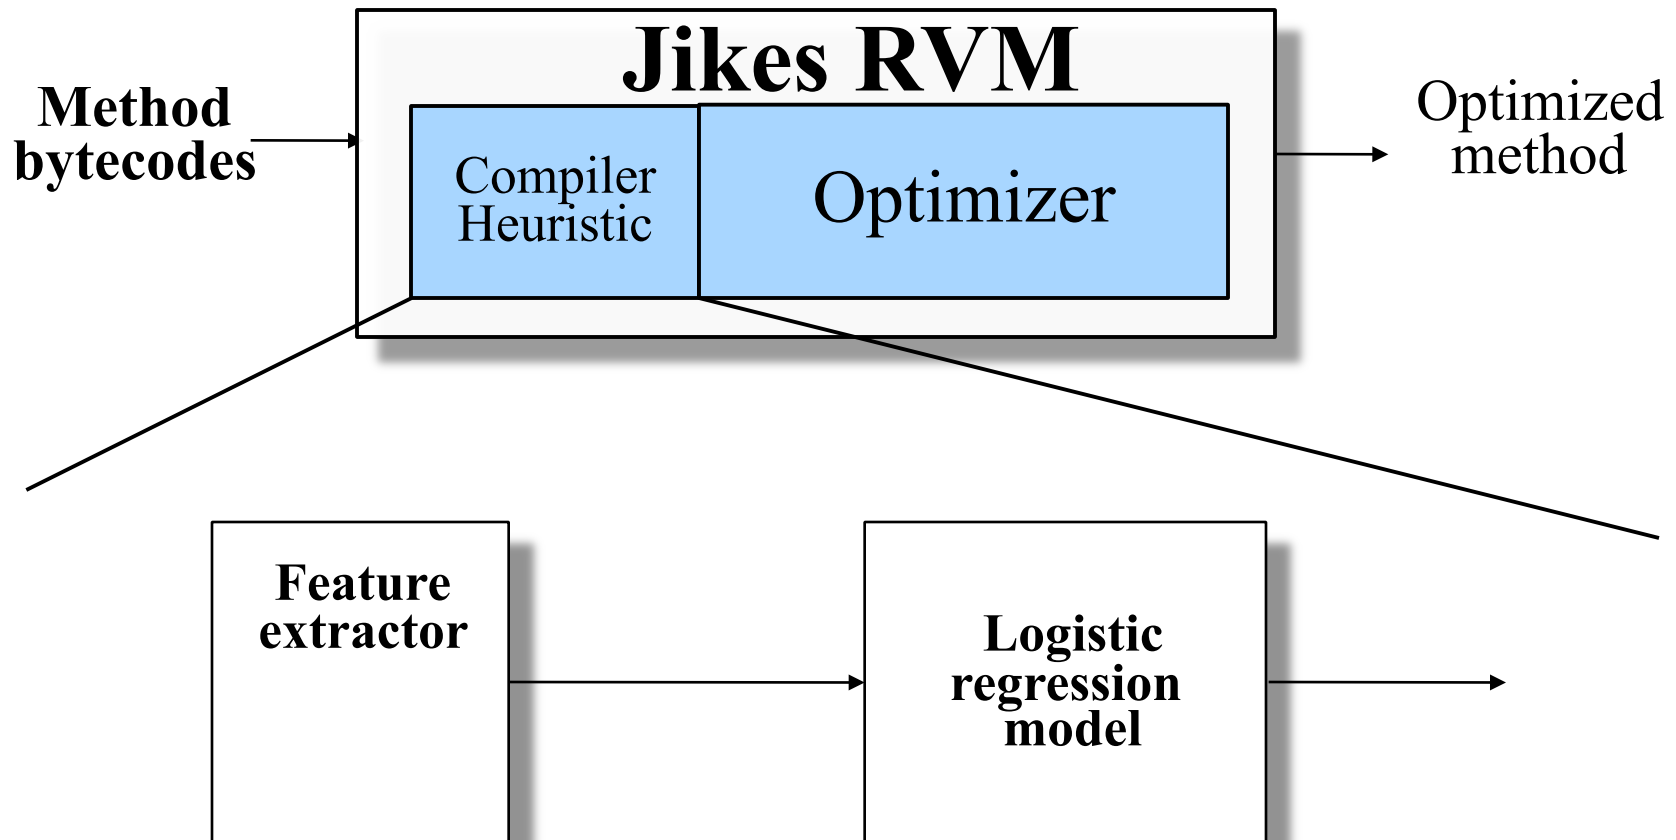 Jikes RVM
Method
bytecodes
Compiler
Heuristic
Optimizer
Optimized
method
Feature
extractor
Logistic
regression
model